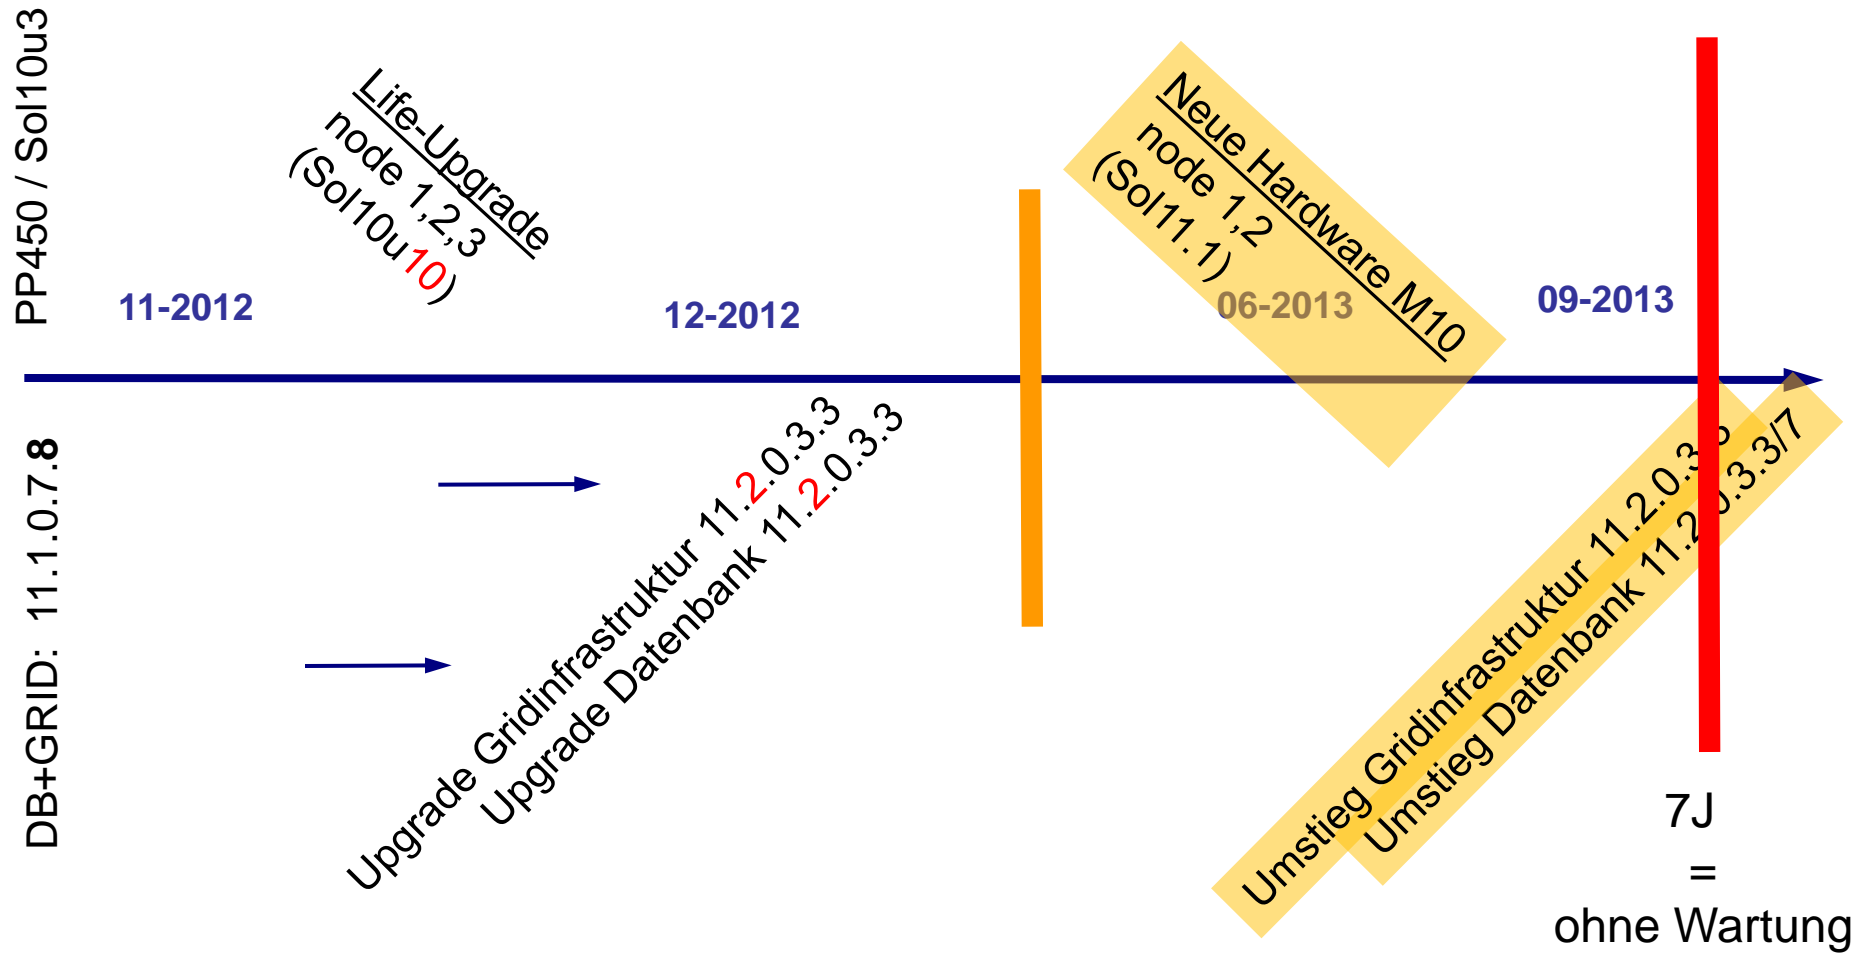 PP450 / Sol10u3
Life-Upgrade
node 1,2,3
(Sol10u10)
Neue Hardware M10
node 1,2
(Sol11.1)
11-2012
12-2012
06-2013
09-2013
DB+GRID: 11.1.0.7.8
Upgrade Gridinfrastruktur 11.2.0.3.3
Upgrade Datenbank 11.2.0.3.3
Umstieg Gridinfrastruktur 11.2.0.3.3
Umstieg Datenbank 11.2.0.3.3/7
7J
=
ohne Wartung